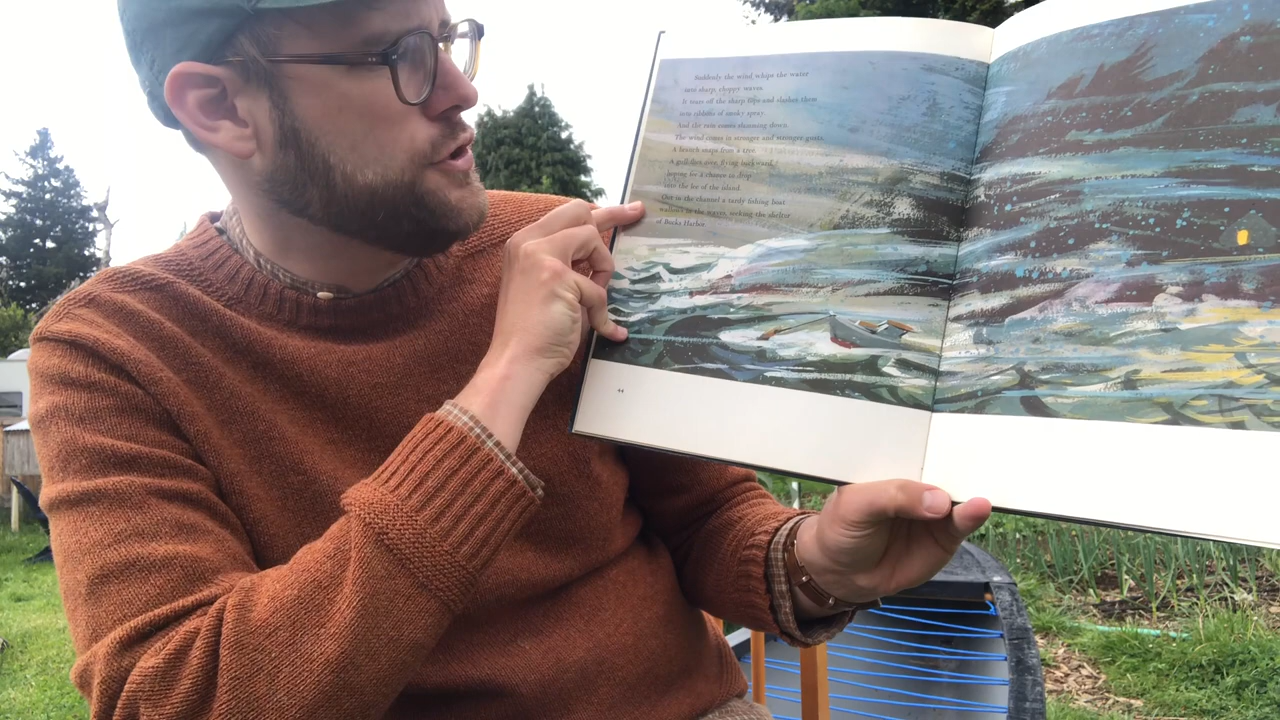 Suddenly the wind whips the water
into sharp, choppy waves.
It tears off the sharp tops and slashes them
into ribbons of smoky spray.
And the rain comes slamming down.
The wind comes in stronger and stronger gusts.
A branch snaps from a tree.
A gull flies over, flying backward,
hoping for a chance to drop
into the lee of the island.
Out in the channel a tardy fishing boat
wallows in the waves, seeking the shelter
of Bucks Harbor.
44